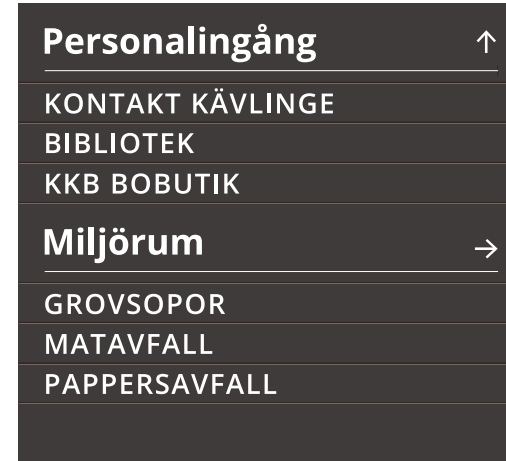 Personalingång ↑
KONTAKT KÄVLINGE
BIBLIOTEK
KKB BOBUTIK
Miljörum →
GROVSOPOR
MATAVFALL
PAPPERSAVFALL